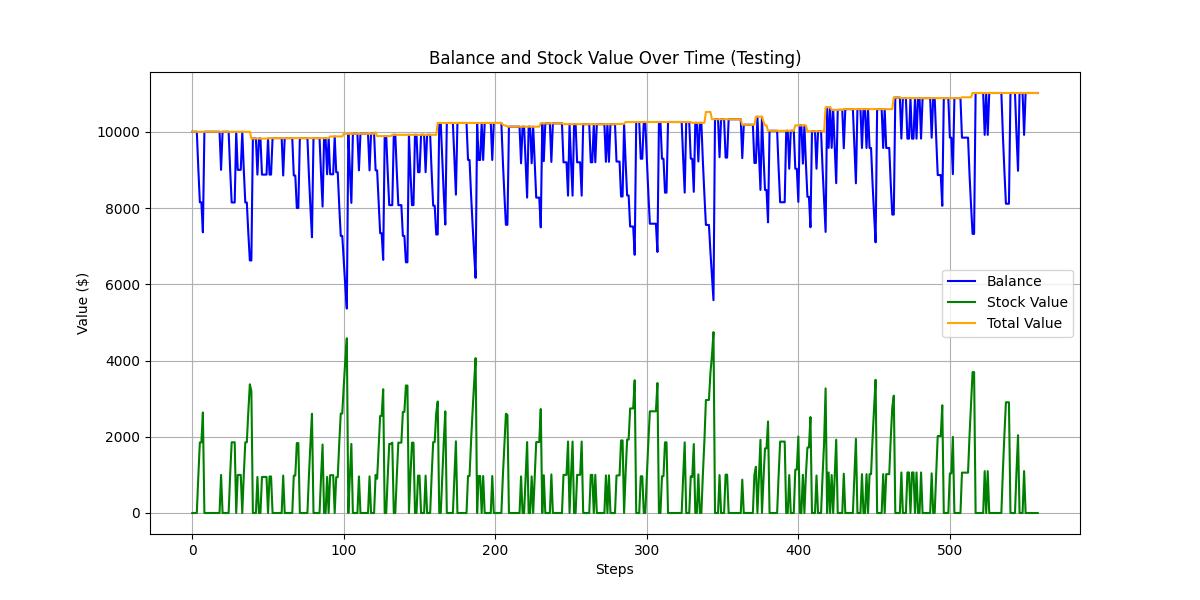 Balance and Stock Value Over Time (Testing)
Value ($)
10000
8000
6000
4000
2000
0
Balance
Stock Value
Total Value
0 100 200 300 400 500
Steps